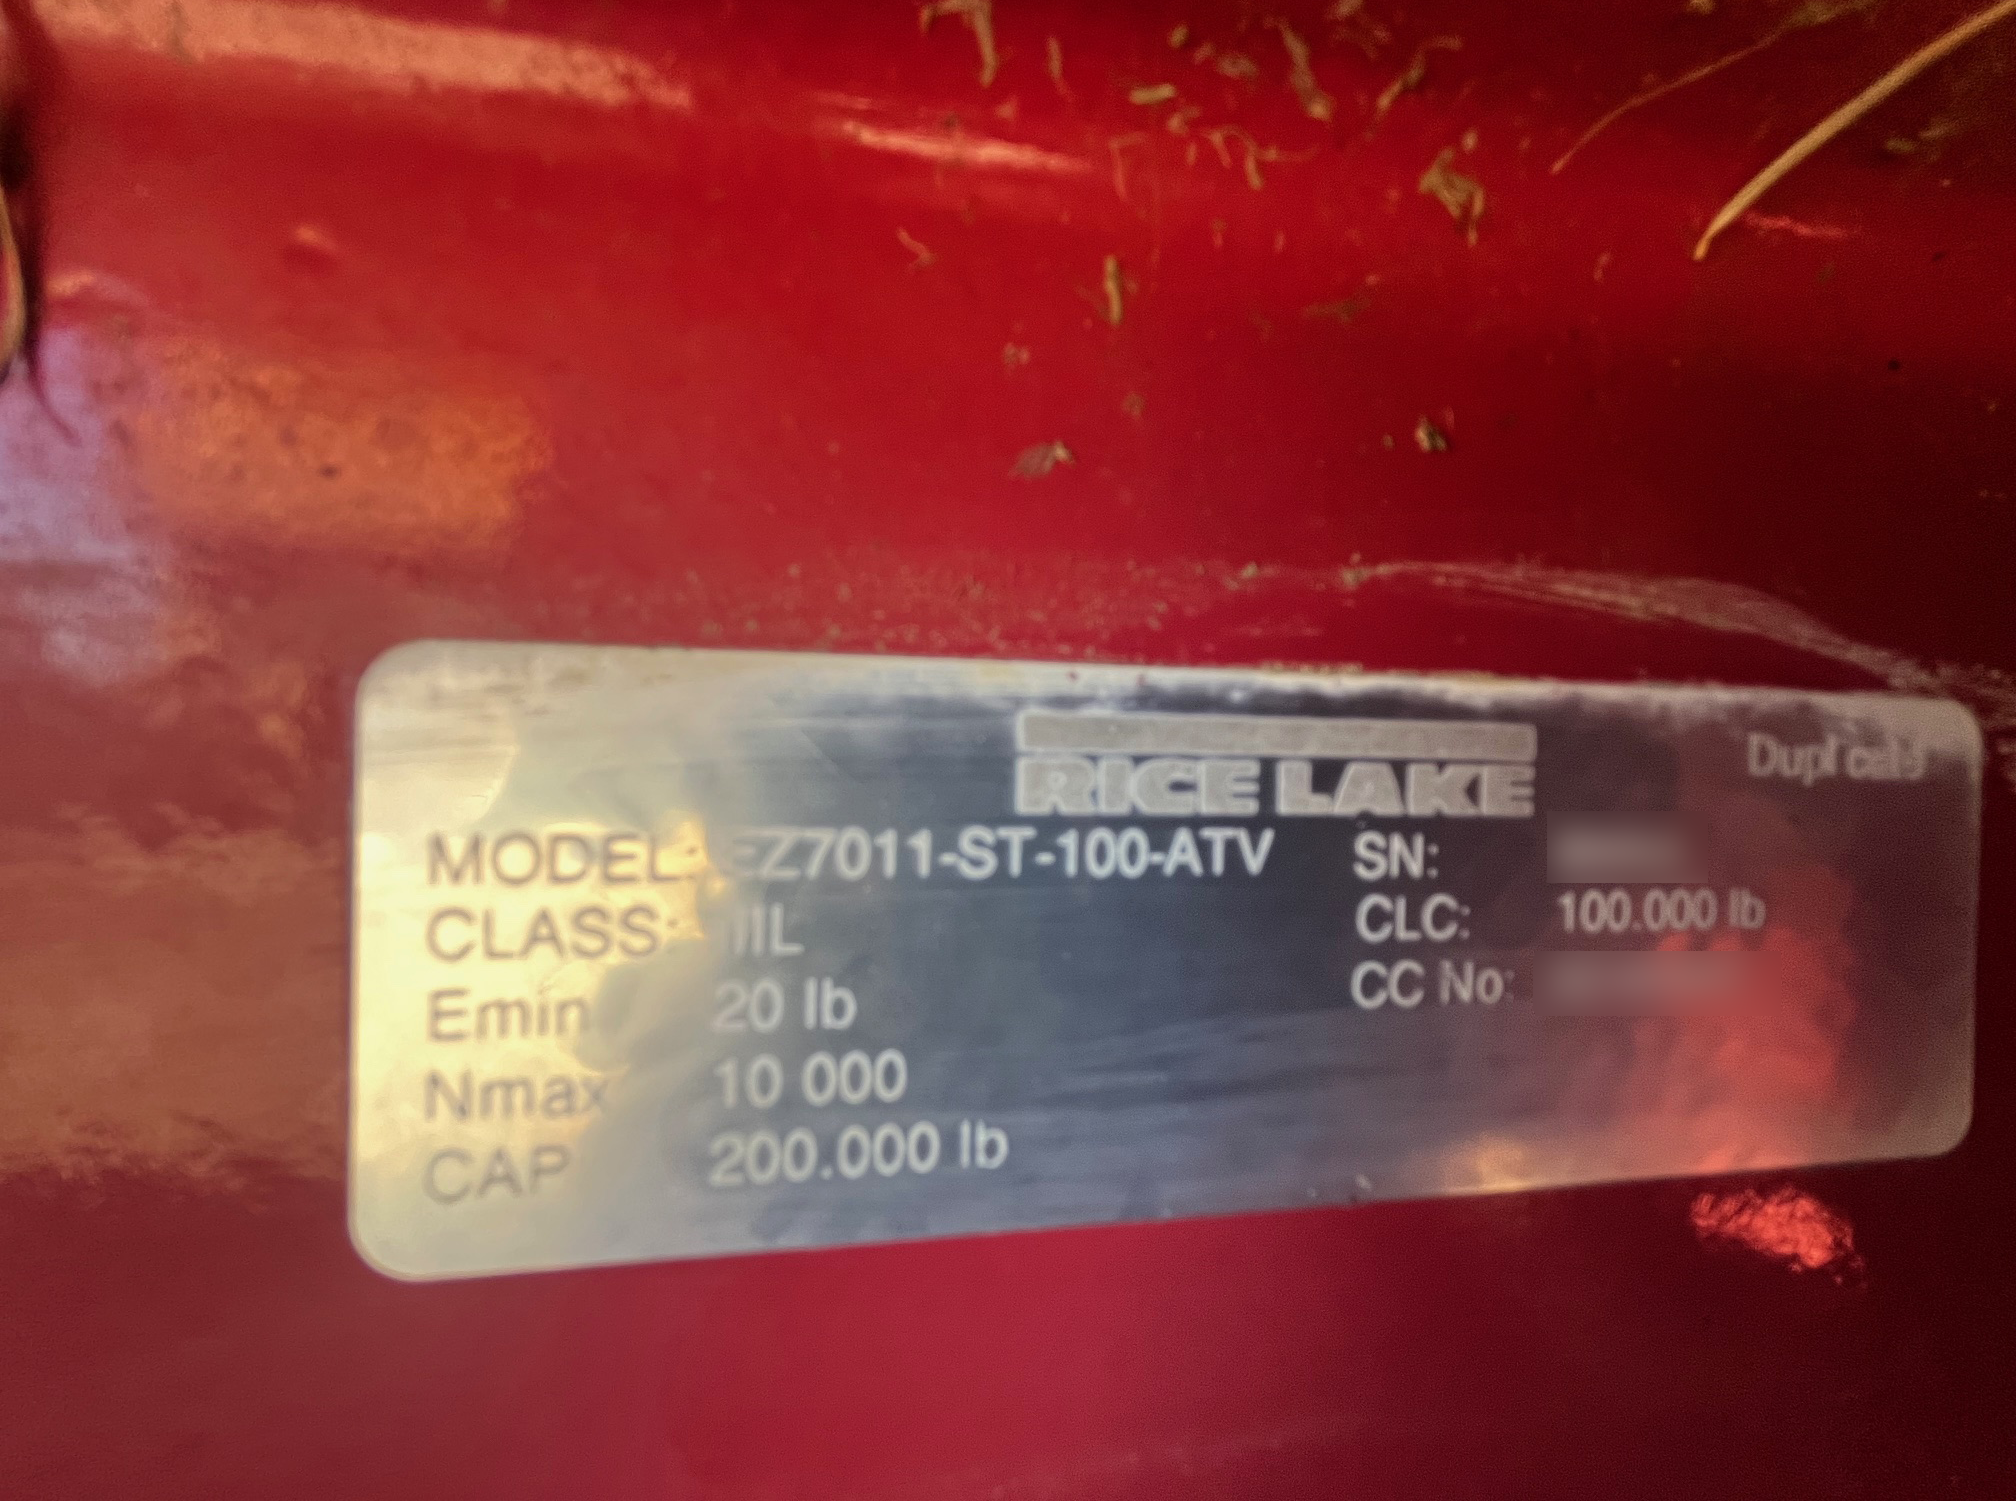 RICE LAKE
Duplicate
MODEL: EZ7011-ST-100-ATV
SN:
CLASS: IIIL
CLC: 100.000 lb
Emin 20 lb
CC No:
Nmax 10 000
CAP 200.000 lb